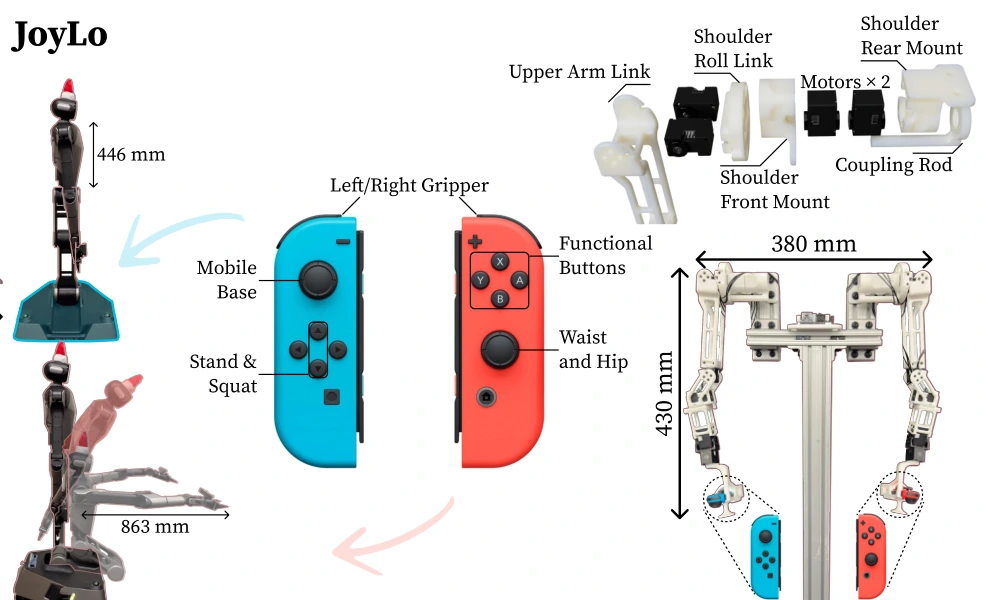 JoyLo
446 mm
863 mm
Left/Right Gripper
Mobile
Base
Stand &
Squat
Functional
Buttons
X
Y
A
B
Waist
and Hip
Upper Arm Link
Shoulder
Roll Link
Motors × 2
Shoulder
Rear Mount
Shoulder
Front Mount
Coupling Rod
380 mm
430 mm